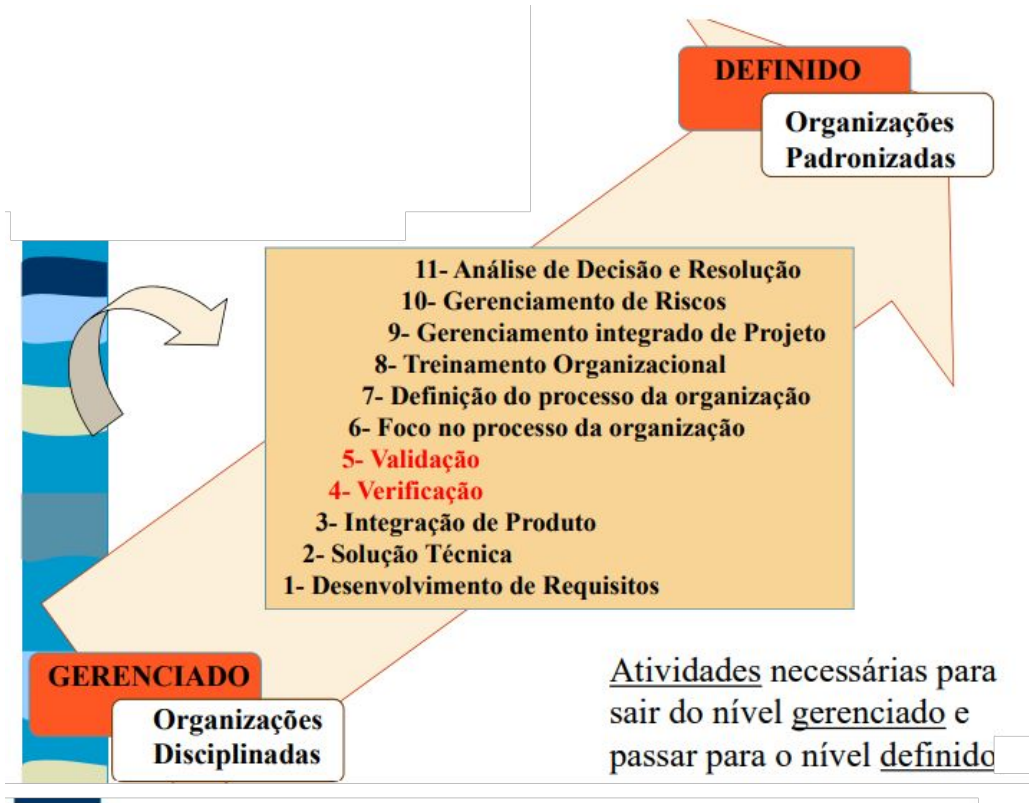 DEFINIDO
Organizações
Padronizadas
11- Análise de Decisão e Resolução
10- Gerenciamento de Riscos
9- Gerenciamento integrado de Projeto
8- Treinamento Organizacional
7- Definição do processo da organização
6- Foco no processo da organização
5- Validação
4- Verificação
3- Integração de Produto
2- Solução Técnica
1- Desenvolvimento de Requisitos
GERENCIADO
Organizações
Disciplinadas
Atividades necessárias para
sair do nível gerenciado e
passar para o nível definido